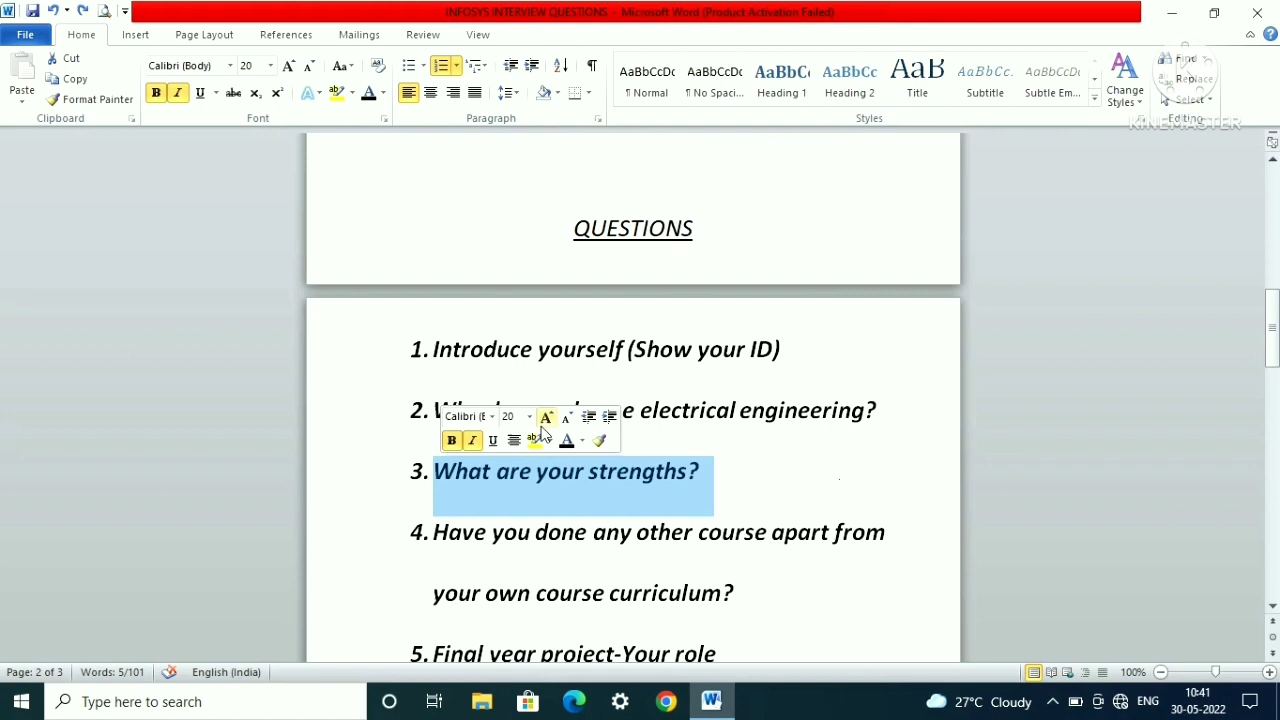 INFOSYS INTERVIEW QUESTIONS - Microsoft Word (Product Activation Failed)
File Home Insert Page Layout References Mailings Review View
Cut
Copy
Format Painter
Paste
Clipboard
Calibri (Body) 20
Font
Paragraph
AaBbCcDc AaBbCcDc AaBbCc AaBbCc AaB AaBbCc. AaBbCcDc
¶ Normal ¶ No Spaci... Heading 1 Heading 2 Title Subtitle Subtle Em...
Change
Styles
Styles
Find
Replace
Select
Editing
KINEMASTER
QUESTIONS
1. Introduce yourself (Show your ID)
2. electrical engineering?
Calibri (E 20
3. What are your strengths?
4. Have you done any other course apart from
your own course curriculum?
5. Final year project-Your role
Page: 2 of 3 Words: 5/101 English (India) 100%
Type here to search
27°C Cloudy ENG 10:41
30-05-2022